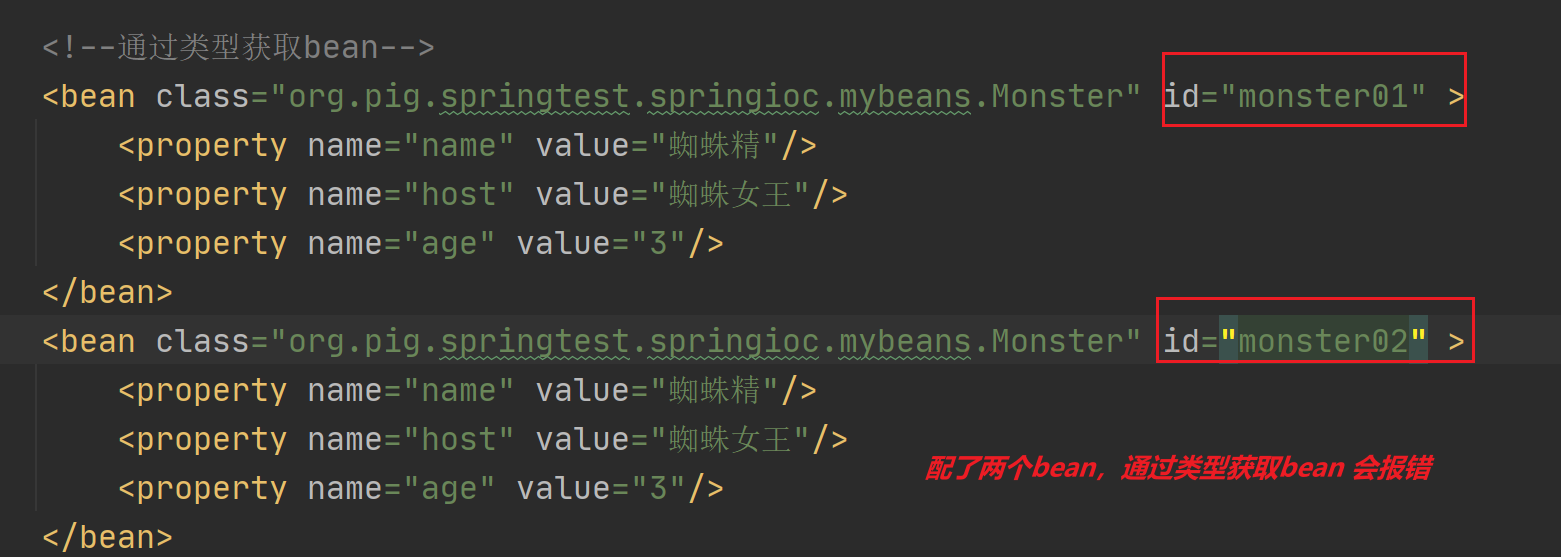 <!--通过类型获取bean-->
<bean class="org.pig.springtest.springioc.mybeans.Monster" id="monster01" >
<property name="name" value="蜘蛛精"/>
<property name="host" value="蜘蛛女王"/>
<property name="age" value="3"/>
</bean>
<bean class="org.pig.springtest.springioc.mybeans.Monster" id="monster02" >
<property name="name" value="蜘蛛精"/>
<property name="host" value="蜘蛛女王"/>
配了两个bean，通过类型获取bean 会报错
<property name="age" value="3"/>
</bean>